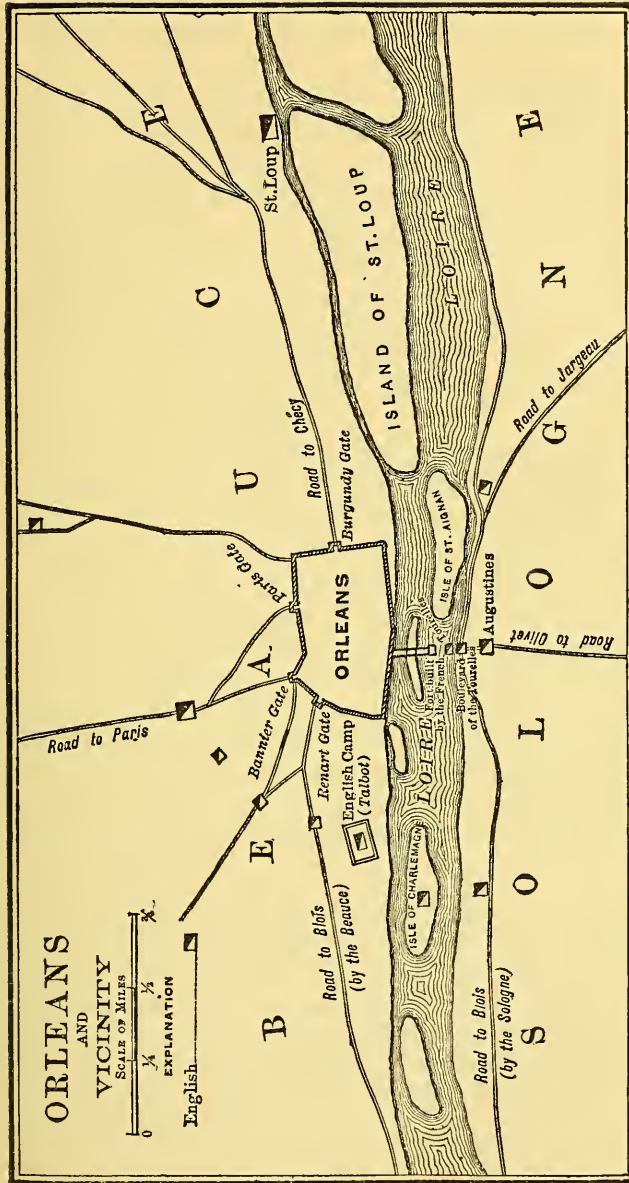 ORLEANS
AND
VICINITY
SCALE OF MILES
0 ¼ ½ ¾
EXPLANATION
English
BEAUCE
Road to Paris
Paris Gate
Bannier Gate
Renart Gate
Burgundy Gate
Road to Chécy
St. Loup
ORLEANS
English Camp
(Talbot)
Road to Blois
(by the Beauce)
ISLAND OF ST. LOUP
LOIRE
LOIRE
ISLE OF CHARLEMAGNE
ISLE OF ST. AIGNAN
Fort built
by the French
Tourelles
Boulevard
of the Tourelles
Augustines
Road to Olivet
Road to Jargeau
Road to Blois
(by the Sologne)
SOLOGNE